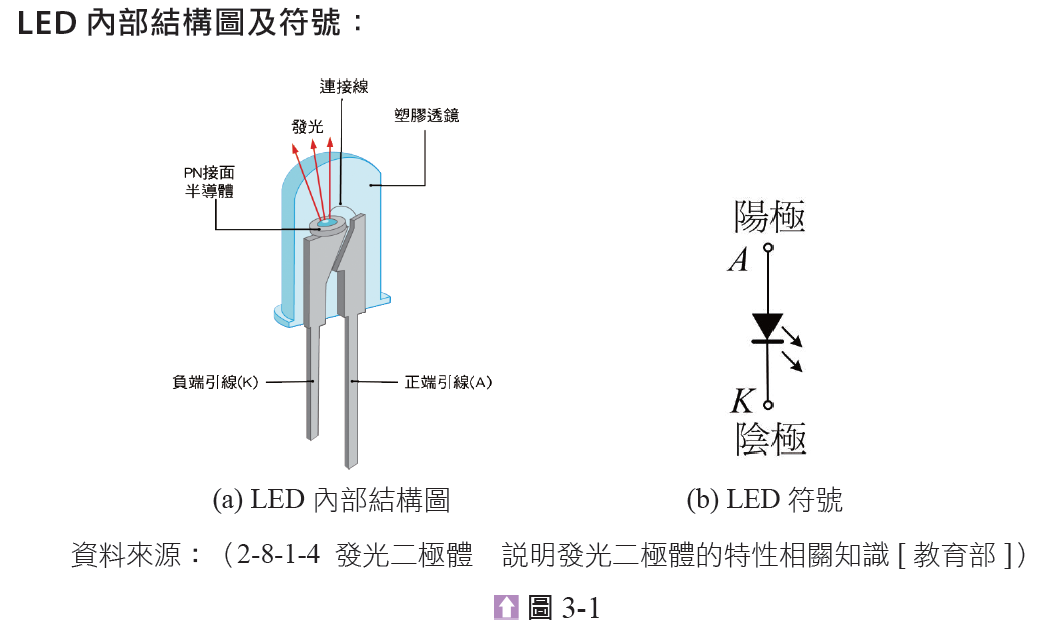 LED 內部結構圖及符號：
連接線
塑膠透鏡
發光
PN接面
半導體
負端引線(K)
正端引線(A)
陽極
A
K
陰極
(a) LED 內部結構圖
(b) LED 符號
資料來源：（2-8-1-4 發光二極體　說明發光二極體的特性相關知識 [ 教育部 ]）
圖 3-1